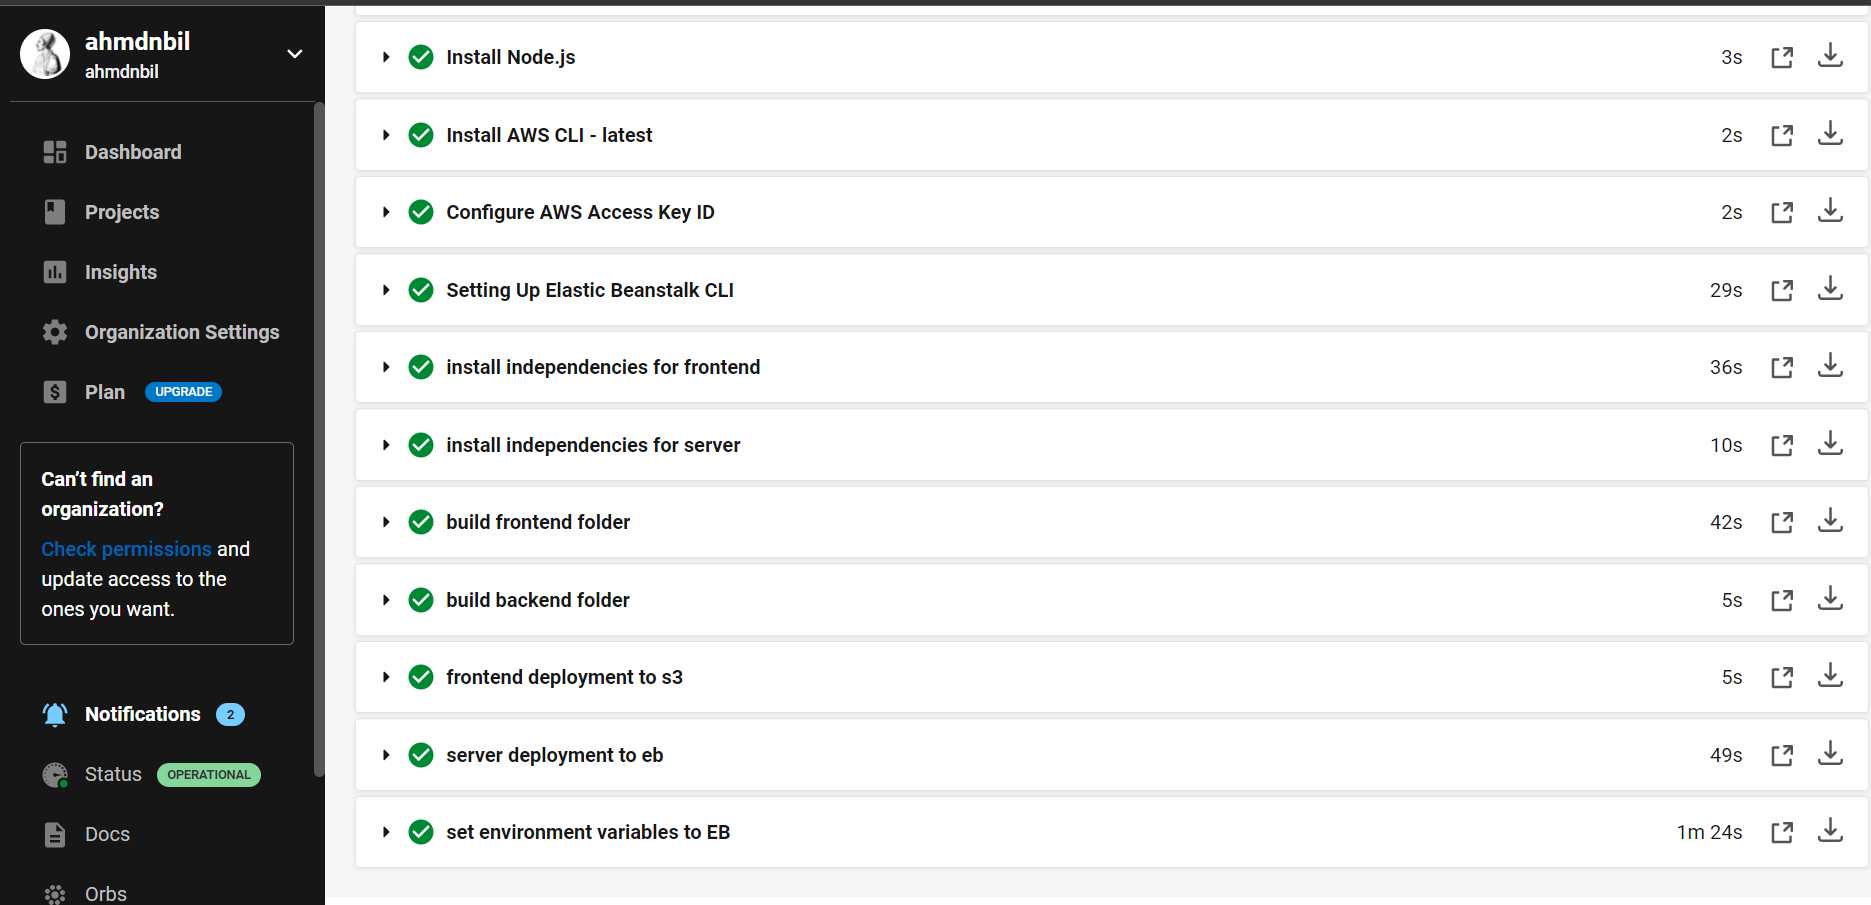 ahmdnbil
ahmdnbil
Dashboard
Projects
Insights
Organization Settings
Plan UPGRADE
Can't find an
organization?
Check permissions and
update access to the
ones you want.
Notifications 2
Status OPERATIONAL
Docs
Orbs
Install Node.js 3s
Install AWS CLI - latest 2s
Configure AWS Access Key ID 2s
Setting Up Elastic Beanstalk CLI 29s
install independencies for frontend 36s
install independencies for server 10s
build frontend folder 42s
build backend folder 5s
frontend deployment to s3 5s
server deployment to eb 49s
set environment variables to EB 1m 24s